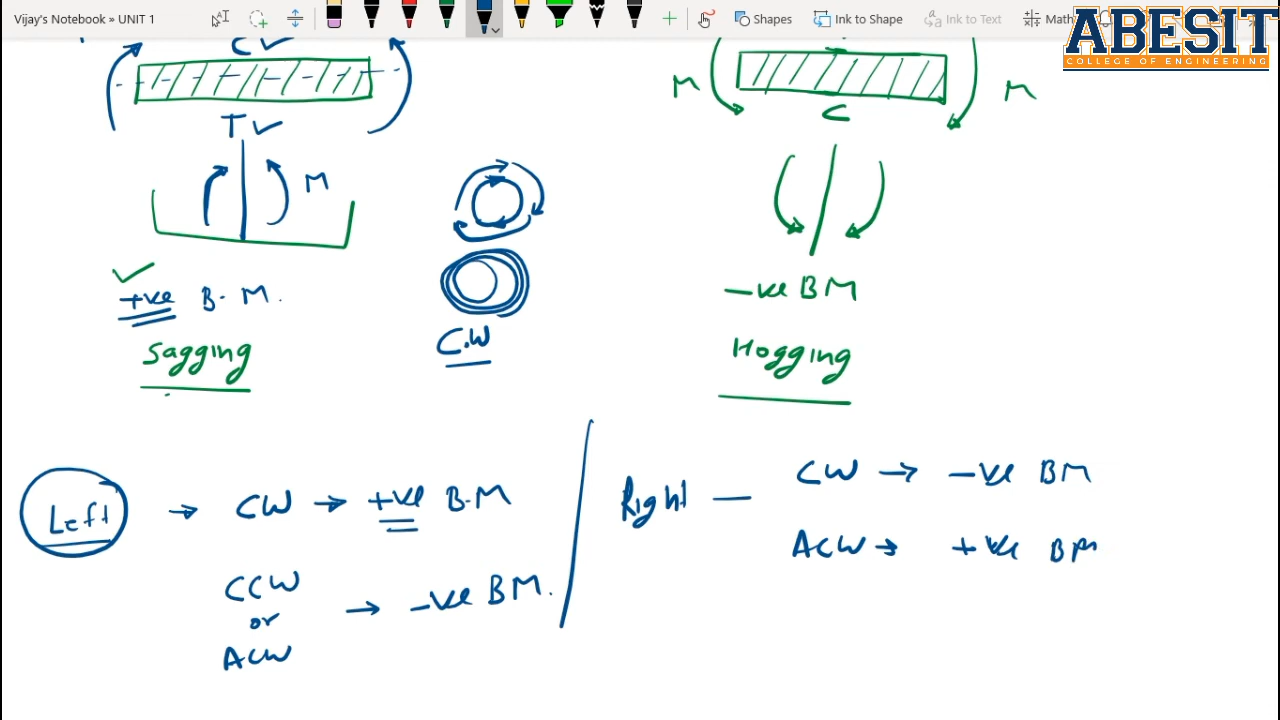 Vijay's Notebook » UNIT 1
Shapes
Ink to Shape
Ink to Text
Math
ABESIT
COLLEGE OF ENGINEERING
C
T
M
M
M
C
+ve B.M.
Sagging
C.W
-ve BM
Hogging
Left → CW → +ve B.M
CCW
or
ACW
→ -ve BM.
Right —
CW → -ve BM
ACW → +ve BM